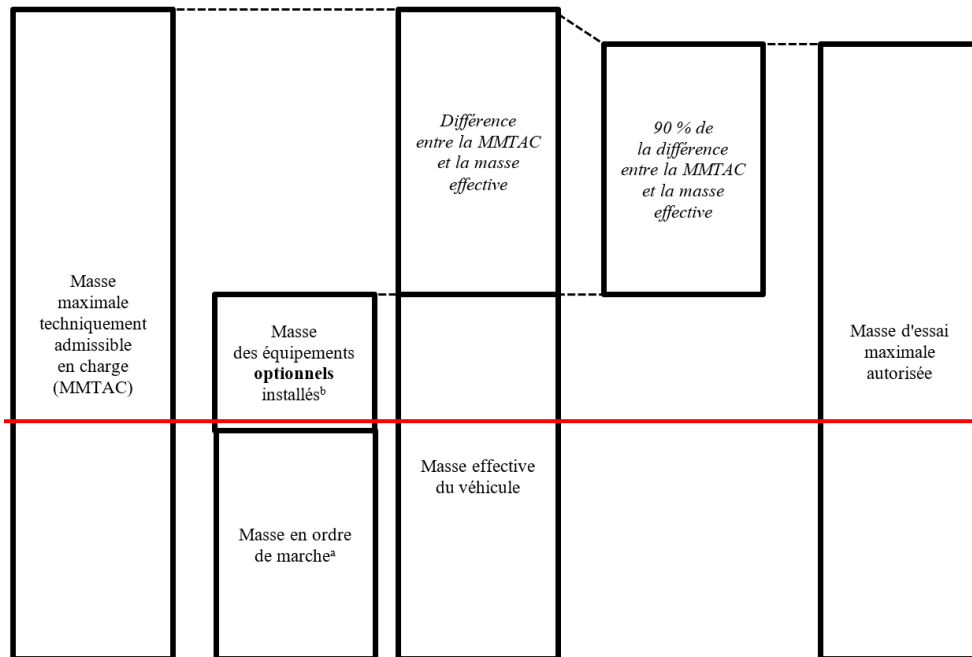 Masse
maximale
techniquement
admissible
en charge
(MMTAC)
Masse
des équipements
optionnels
installésᵇ
Masse en ordre
de marcheᵃ
Différence
entre la MMTAC
et la masse
effective
Masse effective
du véhicule
90 % de
la différence
entre la MMTAC
et la masse
effective
Masse d'essai
maximale
autorisée